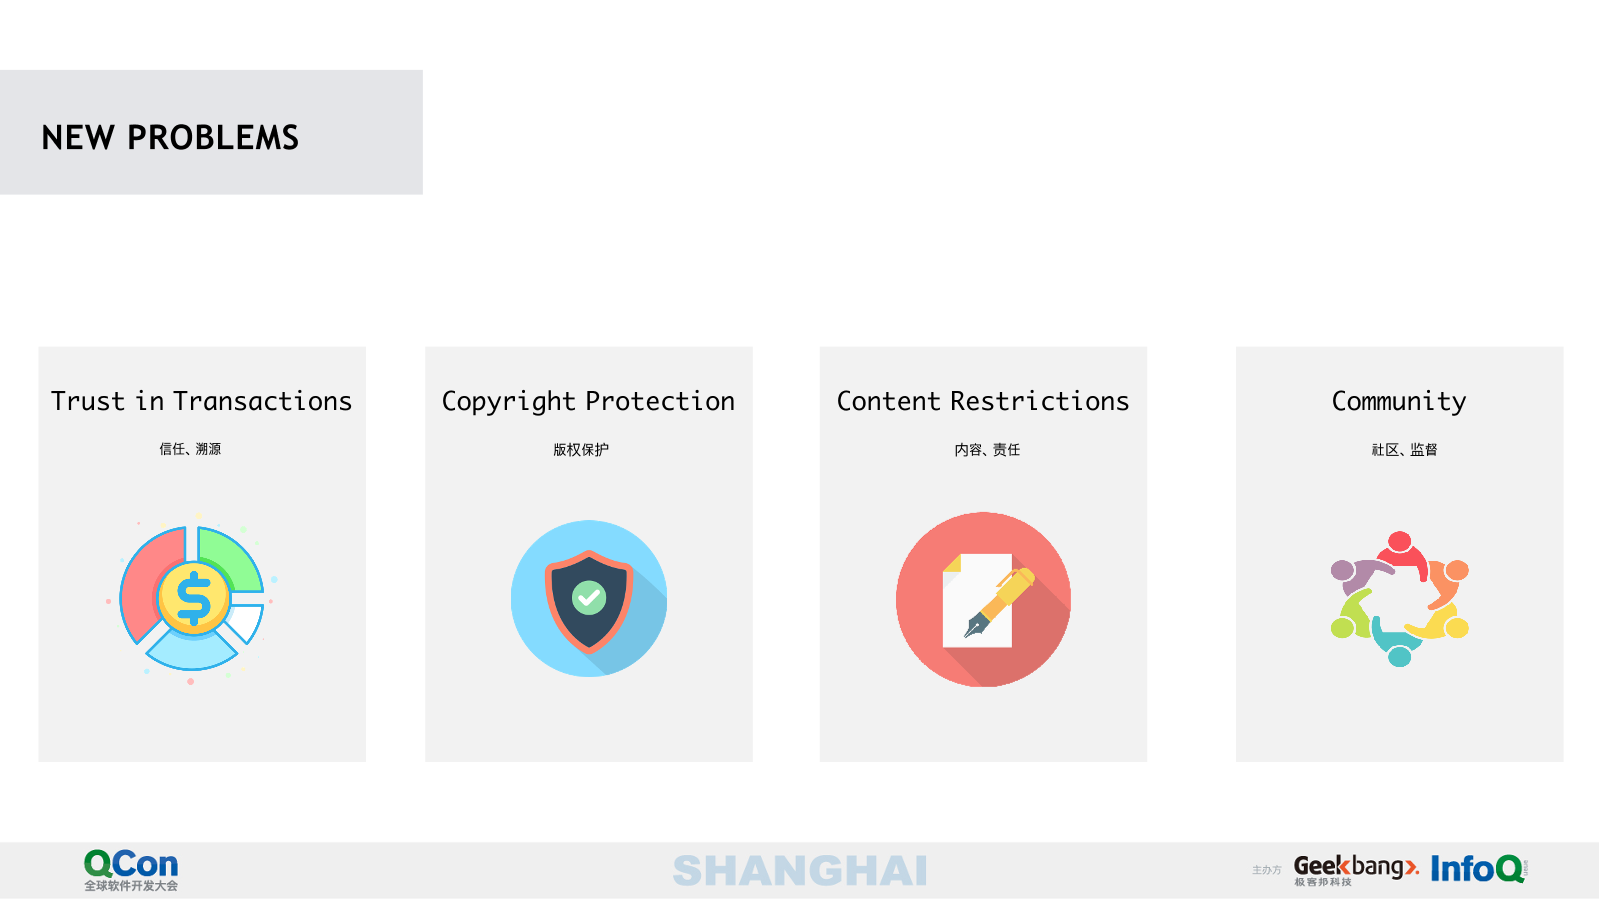 NEW PROBLEMS
Trust in Transactions
信任、溯源
Copyright Protection
版权保护
Content Restrictions
内容、责任
Community
社区、监督
QCon
全球软件开发大会
SHANGHAI
主办方
Geekbang>.
极客邦科技
InfoQ